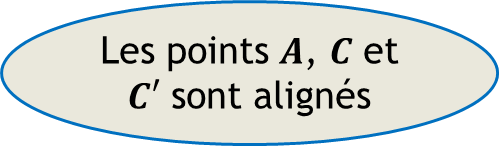 Les points A, C et
C′ sont alignés